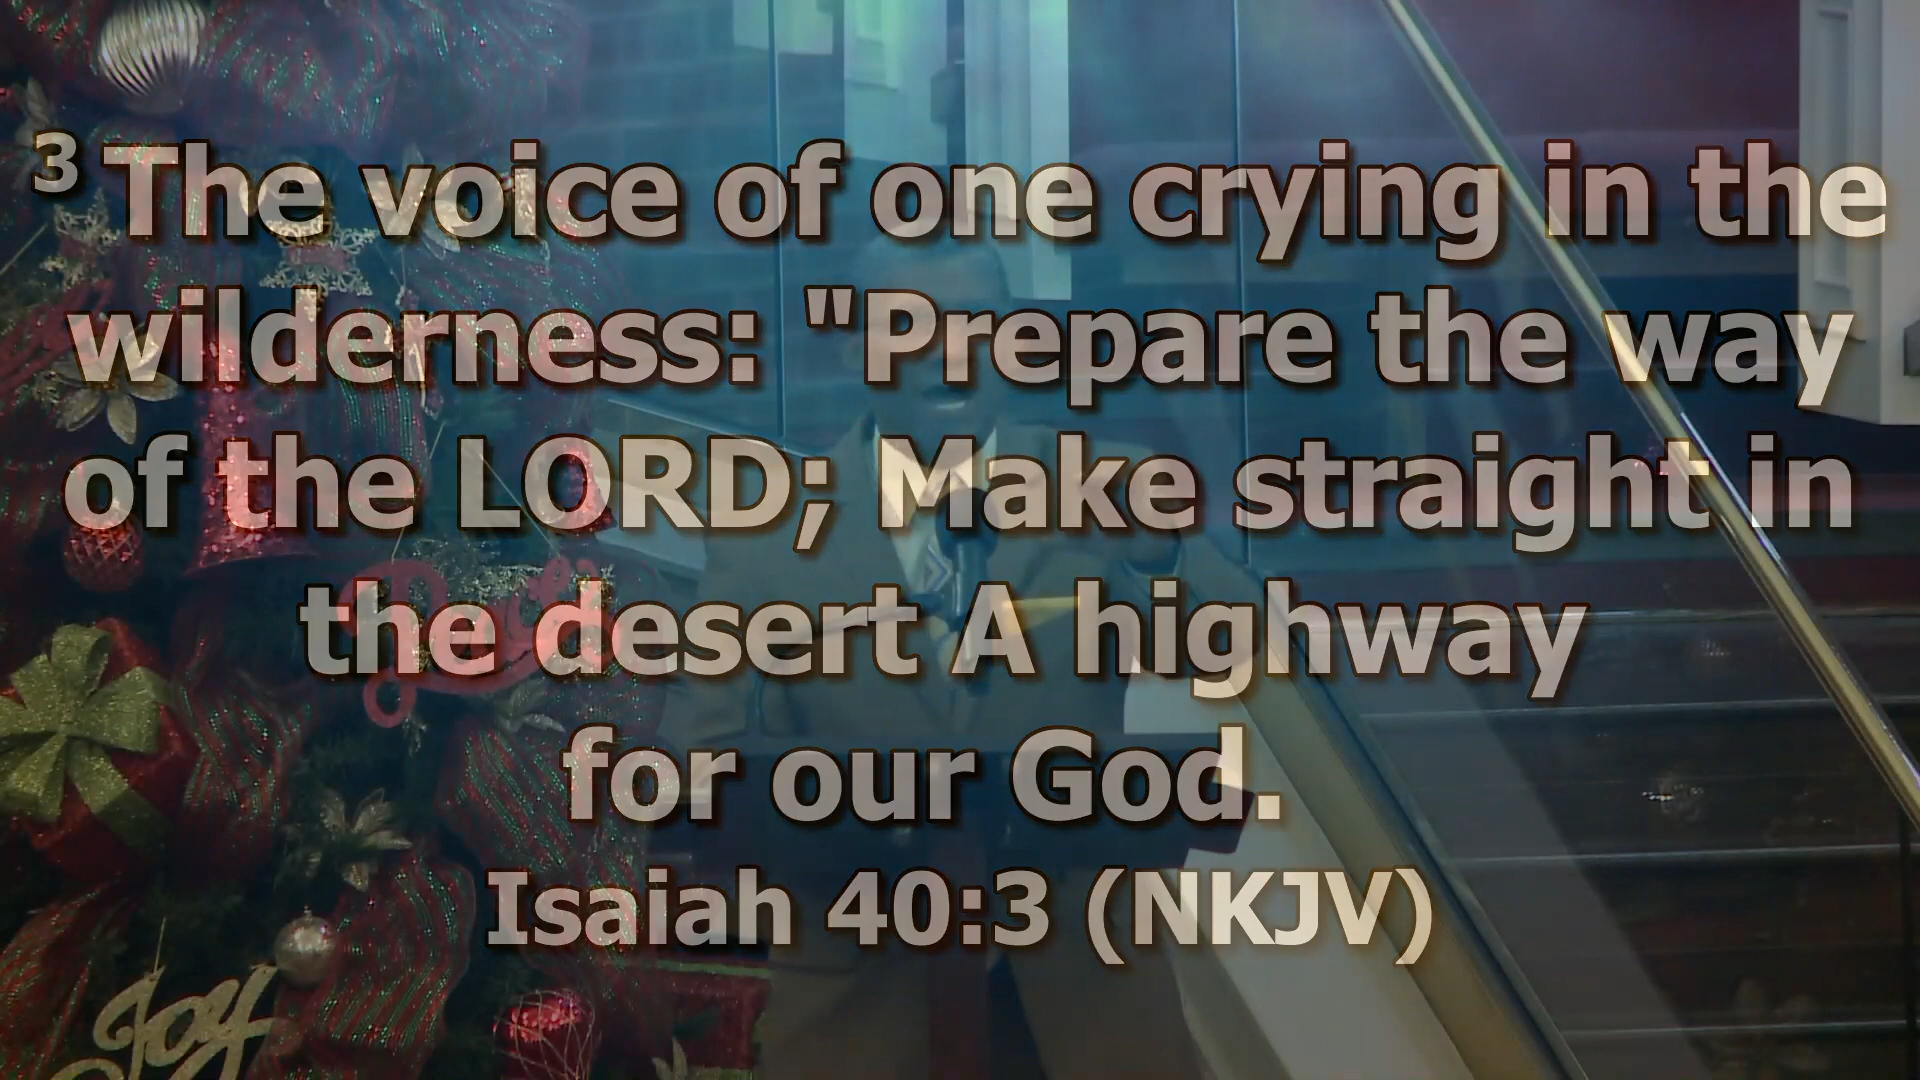 3 The voice of one crying in the
wilderness: "Prepare the way
of the LORD; Make straight in
the desert A highway
for our God.
Isaiah 40:3 (NKJV)
Joy